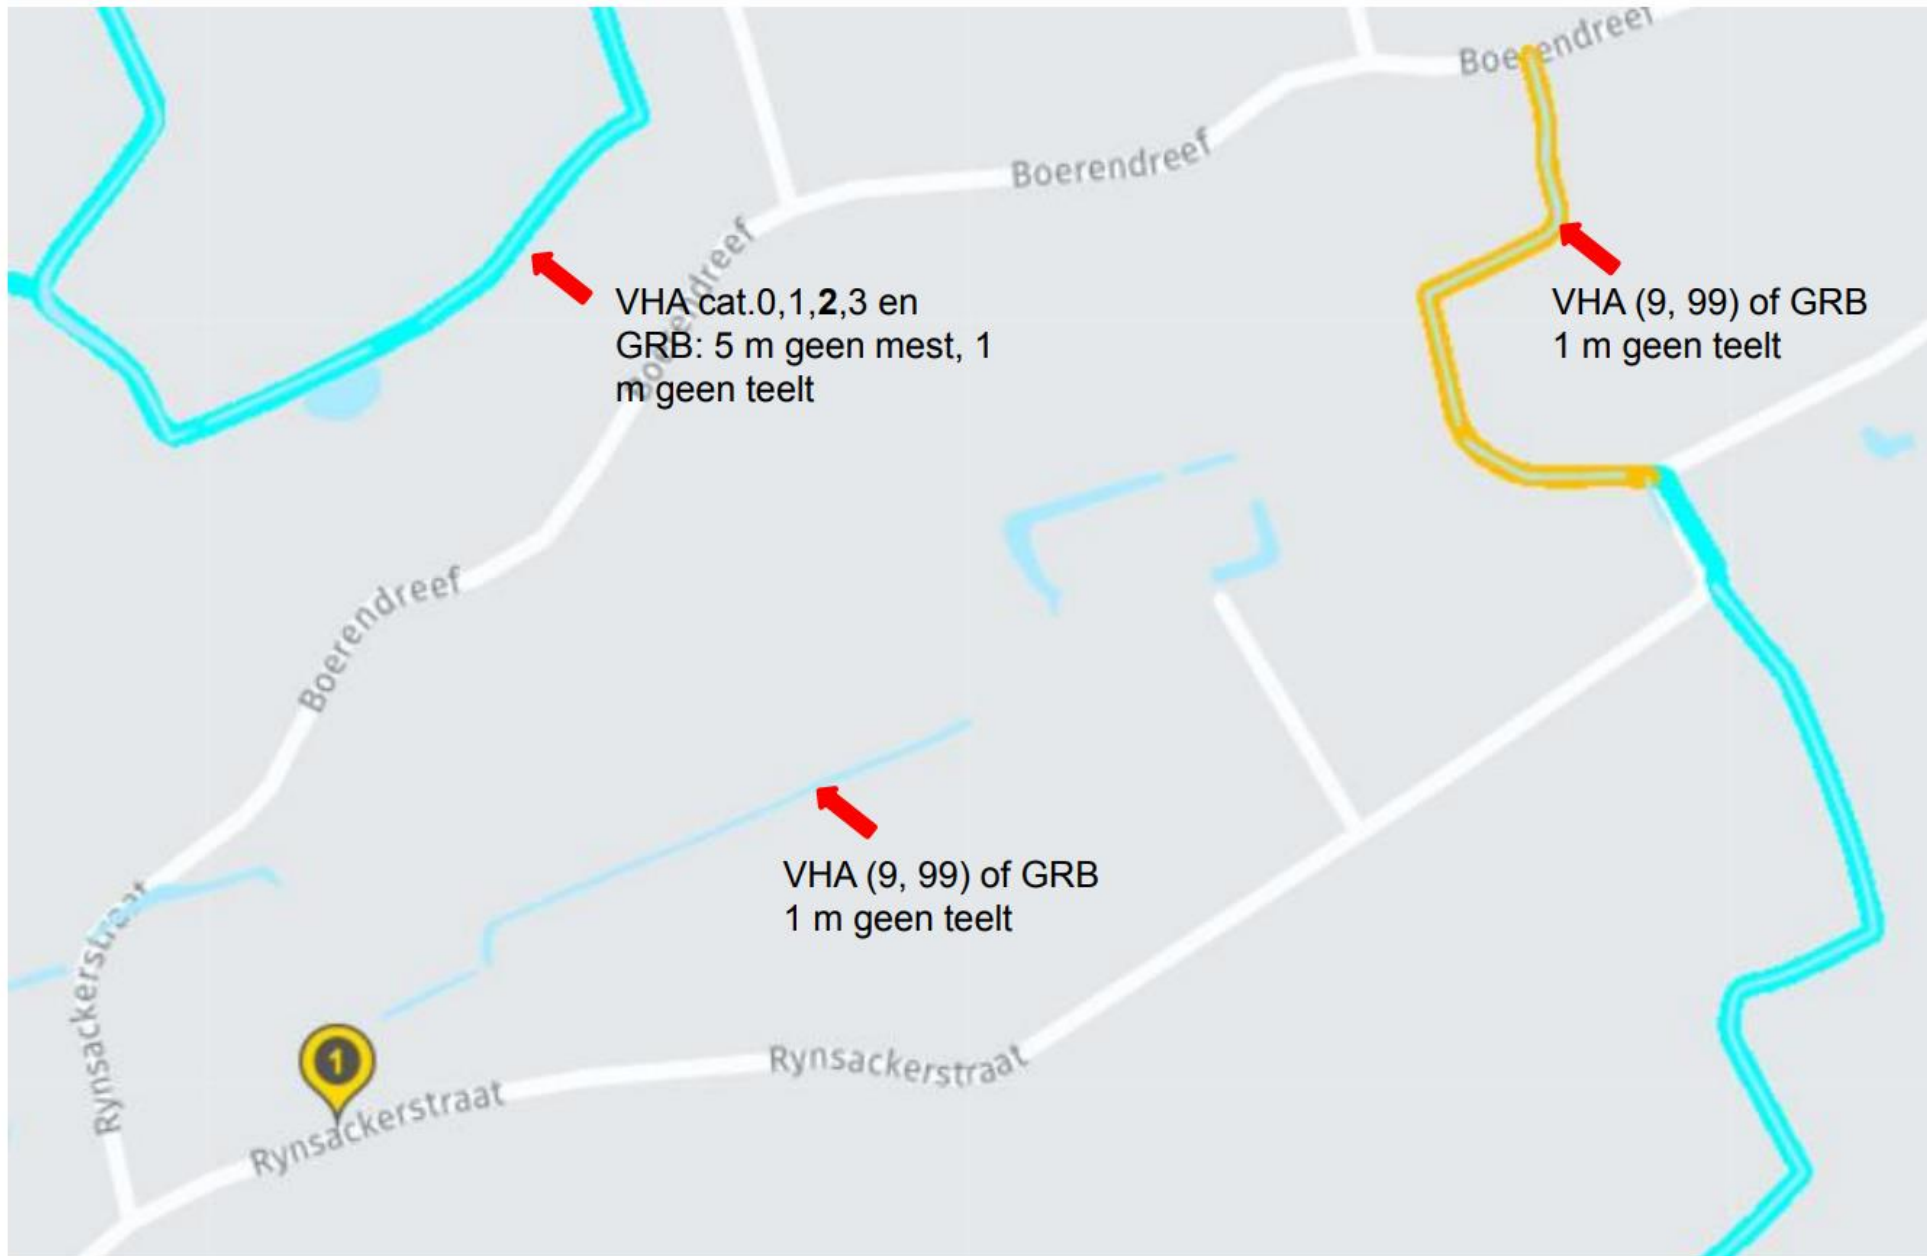 Boerendreef
Boerendreef
Boerendreef
VHA cat.0,1,2,3 en
GRB: 5 m geen mest, 1
m geen teelt
Boerendreef
VHA (9, 99) of GRB
1 m geen teelt
Boerendreef
VHA (9, 99) of GRB
1 m geen teelt
Rynsackerstraat
1
Rynsackerstraat
Rynsackerstraat